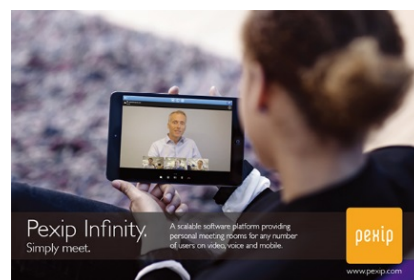 Pexip Infinity.
Simply meet.
A scalable software platform providing
personal meeting rooms for any number
of users on video, voice and mobile.
pexip
www.pexip.com